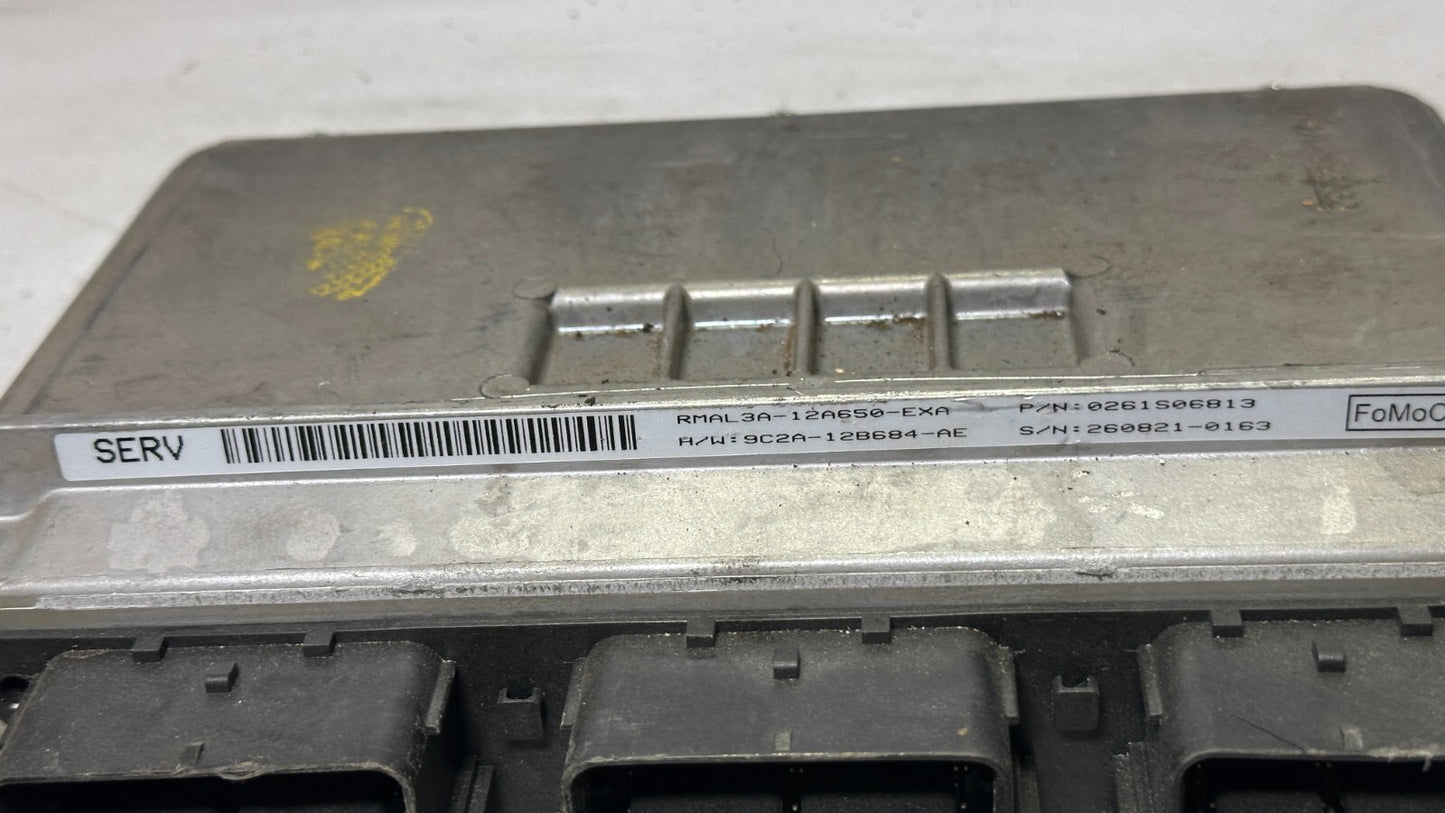 SERV
RMAL3A-12A650-EXA
H/W:9C2A-12B684-AE
P/N:0261S06813
S/N:260821-0163
FoMoC